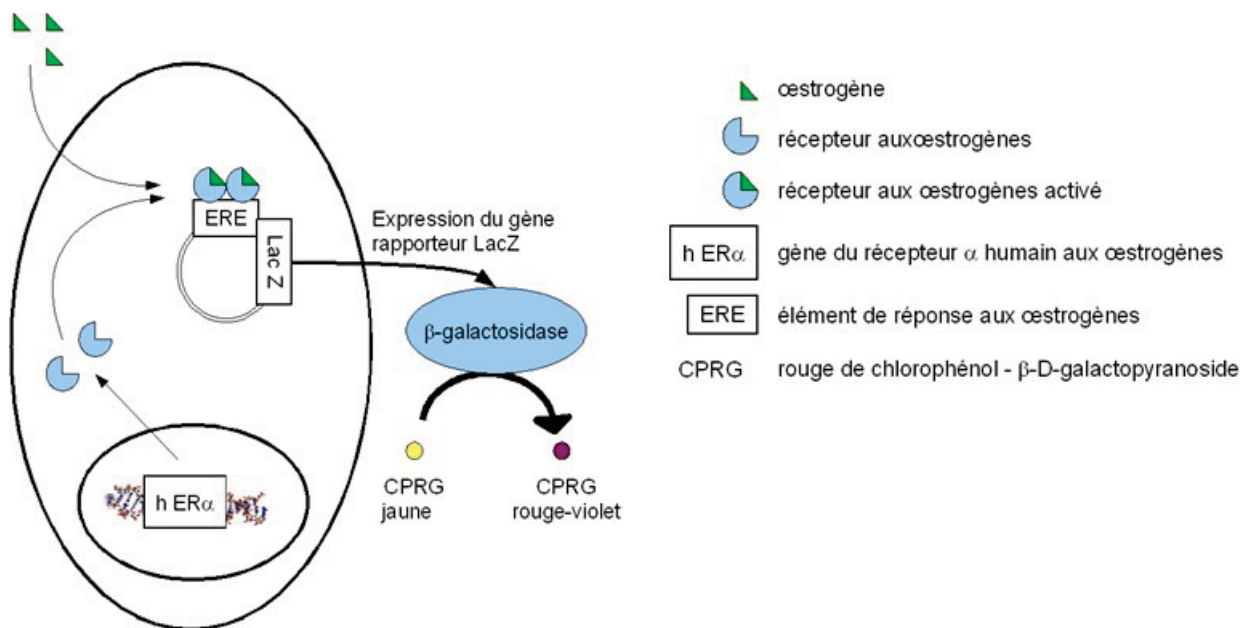 ERE
Lac Z
Expression du gène
rapporteur LacZ
β-galactosidase
CPRG
jaune
CPRG
rouge-violet
h ERα
œstrogène
récepteur auxœstrogènes
récepteur aux œstrogènes activé
h ERα gène du récepteur α humain aux œstrogènes
ERE élément de réponse aux œstrogènes
CPRG rouge de chlorophénol - β-D-galactopyranoside